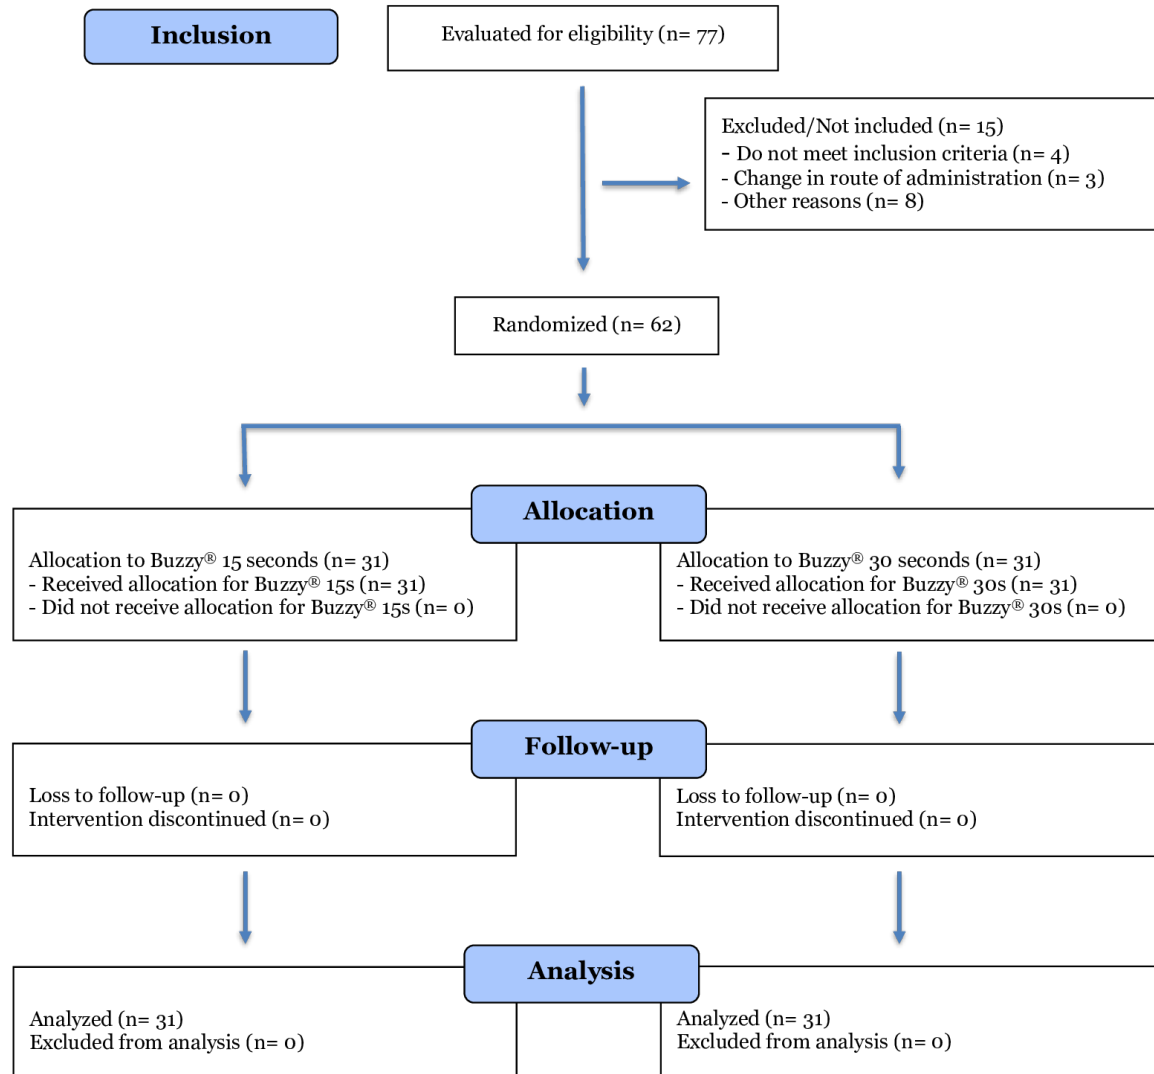 Inclusion
Evaluated for eligibility (n= 77)
Excluded/Not included (n= 15)
- Do not meet inclusion criteria (n= 4)
- Change in route of administration (n= 3)
- Other reasons (n= 8)
Randomized (n= 62)
Allocation
Allocation to Buzzy® 15 seconds (n= 31)
- Received allocation for Buzzy® 15s (n= 31)
- Did not receive allocation for Buzzy® 15s (n= 0)
Allocation to Buzzy® 30 seconds (n= 31)
- Received allocation for Buzzy® 30s (n= 31)
- Did not receive allocation for Buzzy® 30s (n= 0)
Follow-up
Loss to follow-up (n= 0)
Intervention discontinued (n= 0)
Loss to follow-up (n= 0)
Intervention discontinued (n= 0)
Analysis
Analyzed (n= 31)
Excluded from analysis (n= 0)
Analyzed (n= 31)
Excluded from analysis (n= 0)